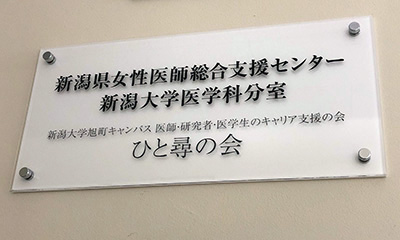 新潟県女性医師総合支援センター
新潟大学医学科分室
新潟大学旭町キャンパス 医師・研究者・医学生のキャリア支援の会
ひと尋の会